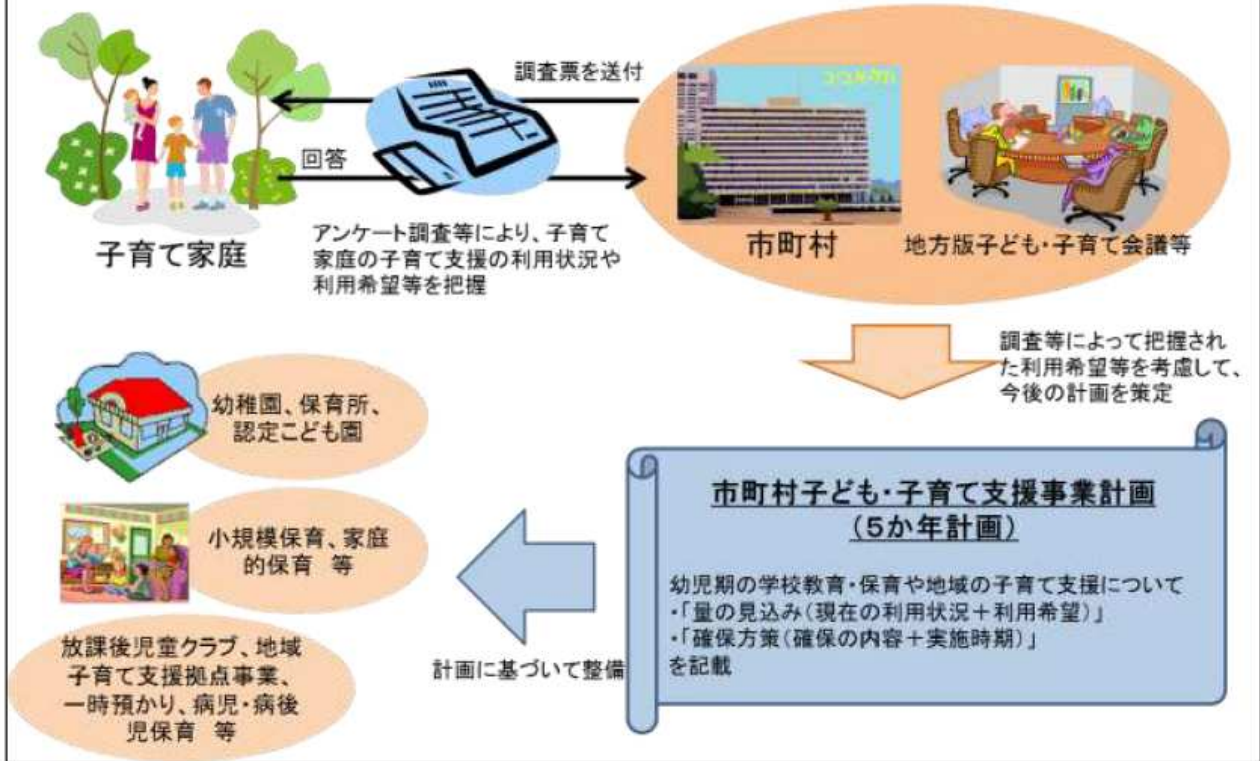 調査票を送付
回答
子育て家庭
アンケート調査等により、子育て
家庭の子育て支援の利用状況や
利用希望等を把握
市町村
地方版子ども・子育て会議等
調査等によって把握され
た利用希望等を考慮して、
今後の計画を策定
幼稚園、保育所、
認定こども園
小規模保育、家庭
的保育 等
放課後児童クラブ、地域
子育て支援拠点事業、
一時預かり、病児・病後
児保育 等
計画に基づいて整備
市町村子ども・子育て支援事業計画
(5か年計画)
幼児期の学校教育・保育や地域の子育て支援について
・「量の見込み(現在の利用状況+利用希望)」
・「確保方策(確保の内容+実施時期)」
を記載